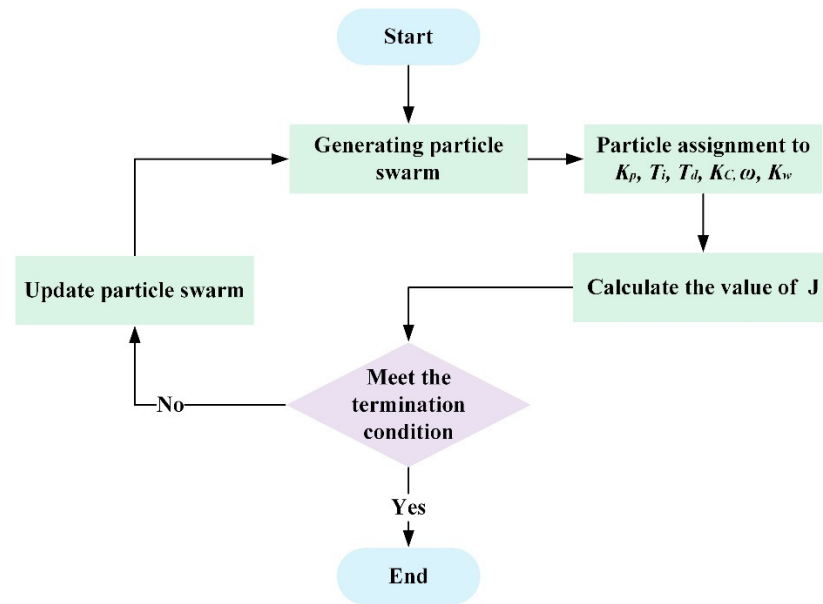 Start
Generating particle
swarm
Particle assignment to
Kp, Ti, Td, KC, ω, Kw
Update particle swarm
Calculate the value of J
Meet the
termination
condition
No
Yes
End